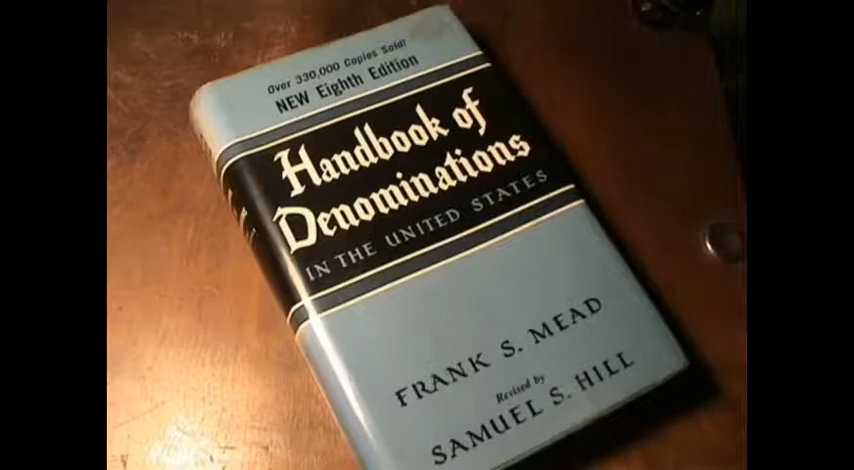 Over 330,000 Copies Sold!
NEW Eighth Edition
Handbook of
Denominations
IN THE UNITED STATES
FRANK S. MEAD
Revised by
SAMUEL S. HILL